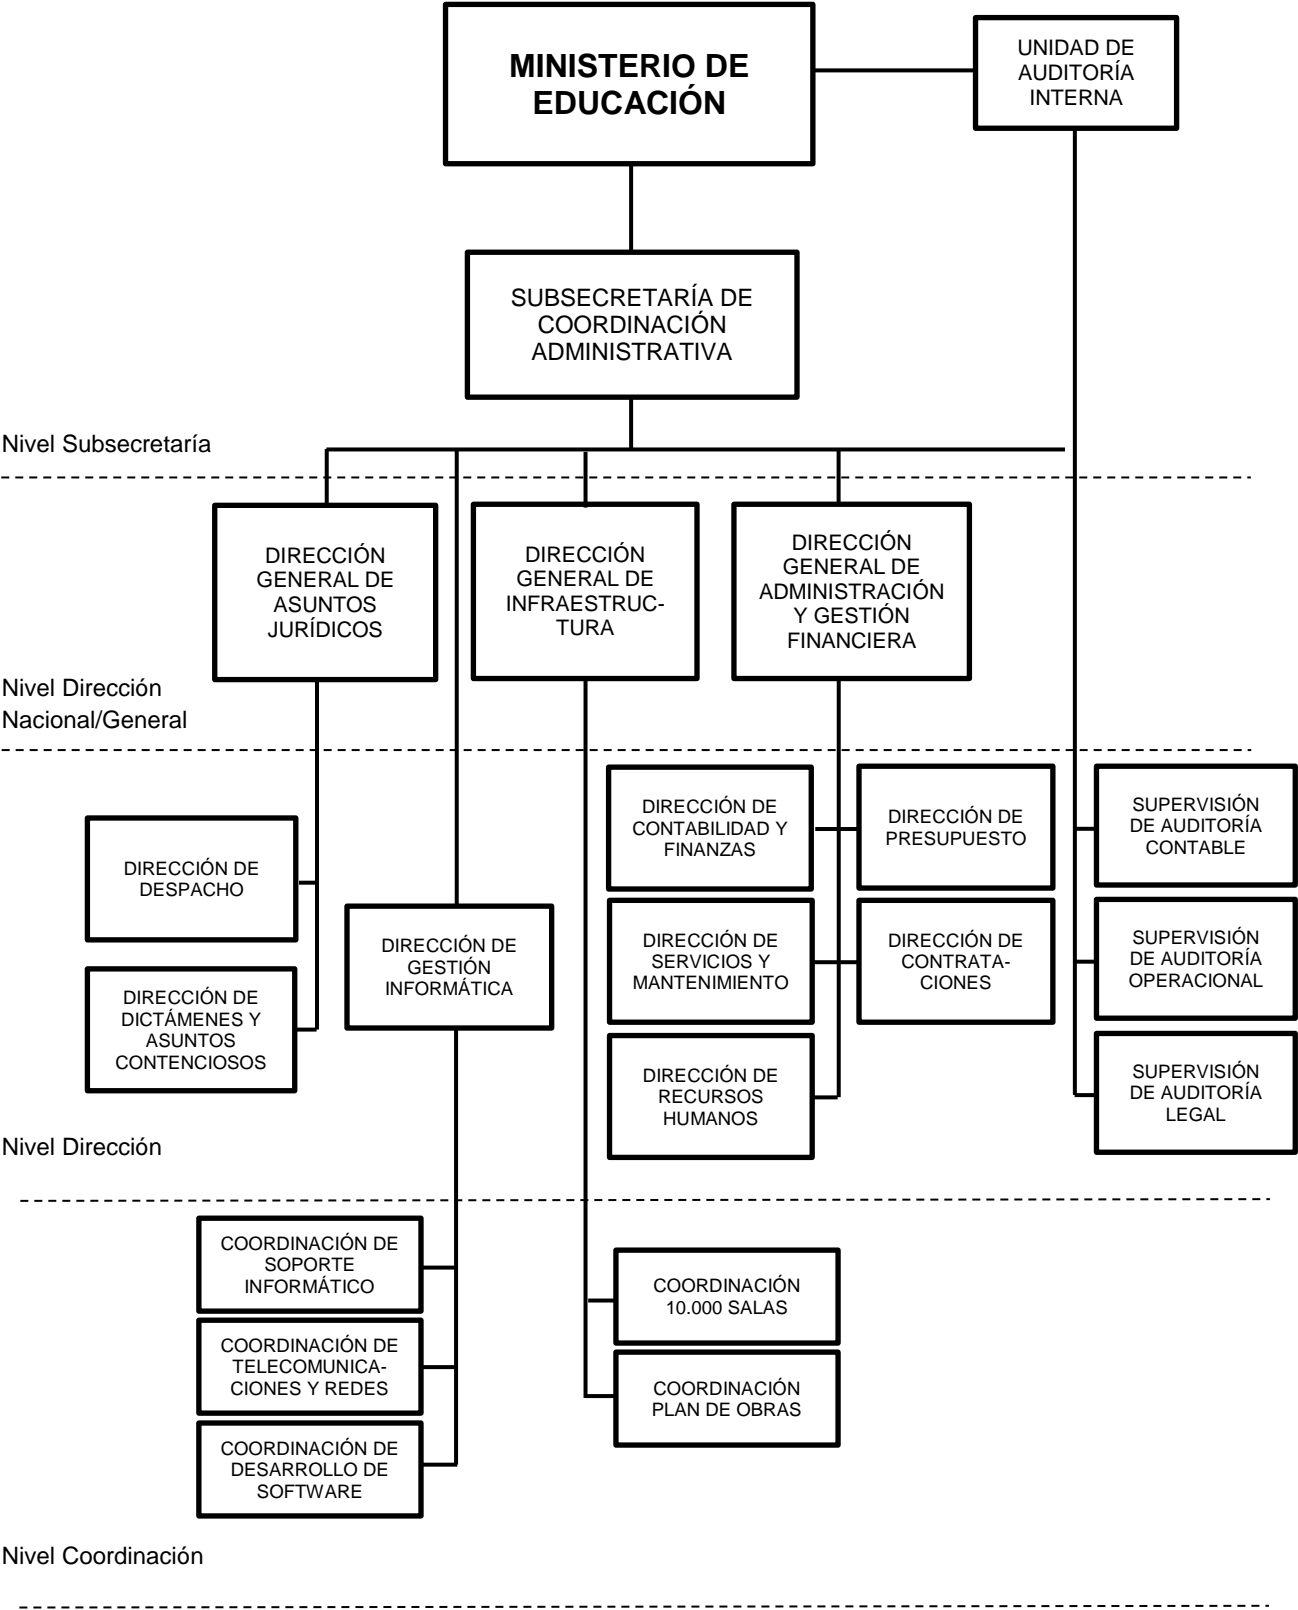 MINISTERIO DE
EDUCACIÓN
UNIDAD DE
AUDITORÍA
INTERNA
SUBSECRETARÍA DE
COORDINACIÓN
ADMINISTRATIVA
Nivel Subsecretaría
DIRECCIÓN
GENERAL DE
ASUNTOS
JURÍDICOS
DIRECCIÓN
GENERAL DE
INFRAESTRUC-
TURA
DIRECCIÓN
GENERAL DE
ADMINISTRACIÓN
Y GESTIÓN
FINANCIERA
Nivel Dirección
Nacional/General
DIRECCIÓN DE
DESPACHO
DIRECCIÓN DE
DICTÁMENES Y
ASUNTOS
CONTENCIOSOS
DIRECCIÓN DE
GESTIÓN
INFORMÁTICA
DIRECCIÓN DE
CONTABILIDAD Y
FINANZAS
DIRECCIÓN DE
PRESUPUESTO
SUPERVISIÓN
DE AUDITORÍA
CONTABLE
DIRECCIÓN DE
SERVICIOS Y
MANTENIMIENTO
DIRECCIÓN DE
CONTRATA-
CIONES
SUPERVISIÓN
DE AUDITORÍA
OPERACIONAL
DIRECCIÓN DE
RECURSOS
HUMANOS
SUPERVISIÓN
DE AUDITORÍA
LEGAL
Nivel Dirección
COORDINACIÓN DE
SOPORTE
INFORMÁTICO
COORDINACIÓN DE
TELECOMUNICA-
CIONES Y REDES
COORDINACIÓN DE
DESARROLLO DE
SOFTWARE
COORDINACIÓN
10.000 SALAS
COORDINACIÓN
PLAN DE OBRAS
Nivel Coordinación